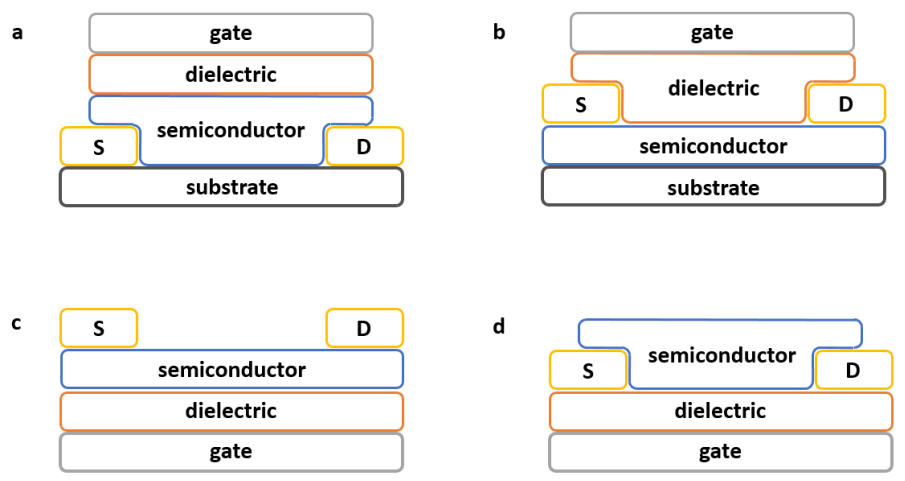 a
gate
dielectric
semiconductor
S
D
substrate
b
gate
dielectric
S
D
semiconductor
substrate
c
S
D
semiconductor
dielectric
gate
d
semiconductor
S
D
dielectric
gate